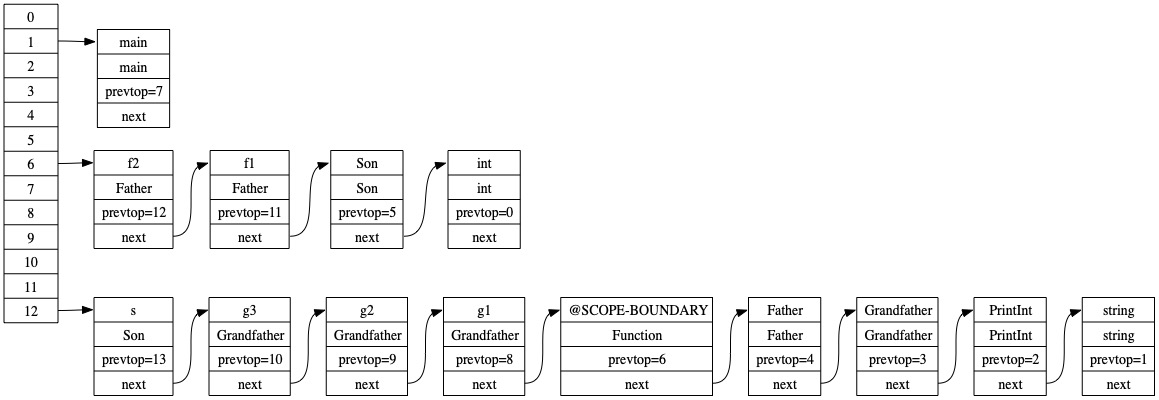 0
1
2
3
4
5
6
7
8
9
10
11
12
main
main
prevtop=7
next
f2
Father
prevtop=12
next
f1
Father
prevtop=11
next
Son
Son
prevtop=5
next
int
int
prevtop=0
next
s
Son
prevtop=13
next
g3
Grandfather
prevtop=10
next
g2
Grandfather
prevtop=9
next
g1
Grandfather
prevtop=8
next
@SCOPE-BOUNDARY
Function
prevtop=6
next
Father
Father
prevtop=4
next
Grandfather
Grandfather
prevtop=3
next
PrintInt
PrintInt
prevtop=2
next
string
string
prevtop=1
next